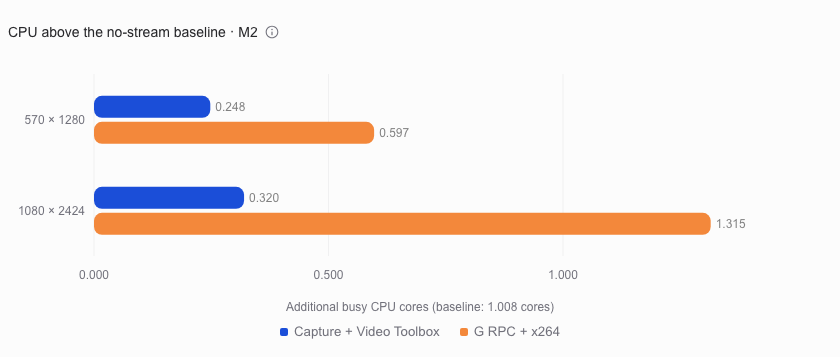 CPU above the no-stream baseline · M2
570 × 1280
0.248
0.597
1080 × 2424
0.320
1.315
0.000 0.500 1.000
Additional busy CPU cores (baseline: 1.008 cores)
Capture + Video Toolbox G RPC + x264